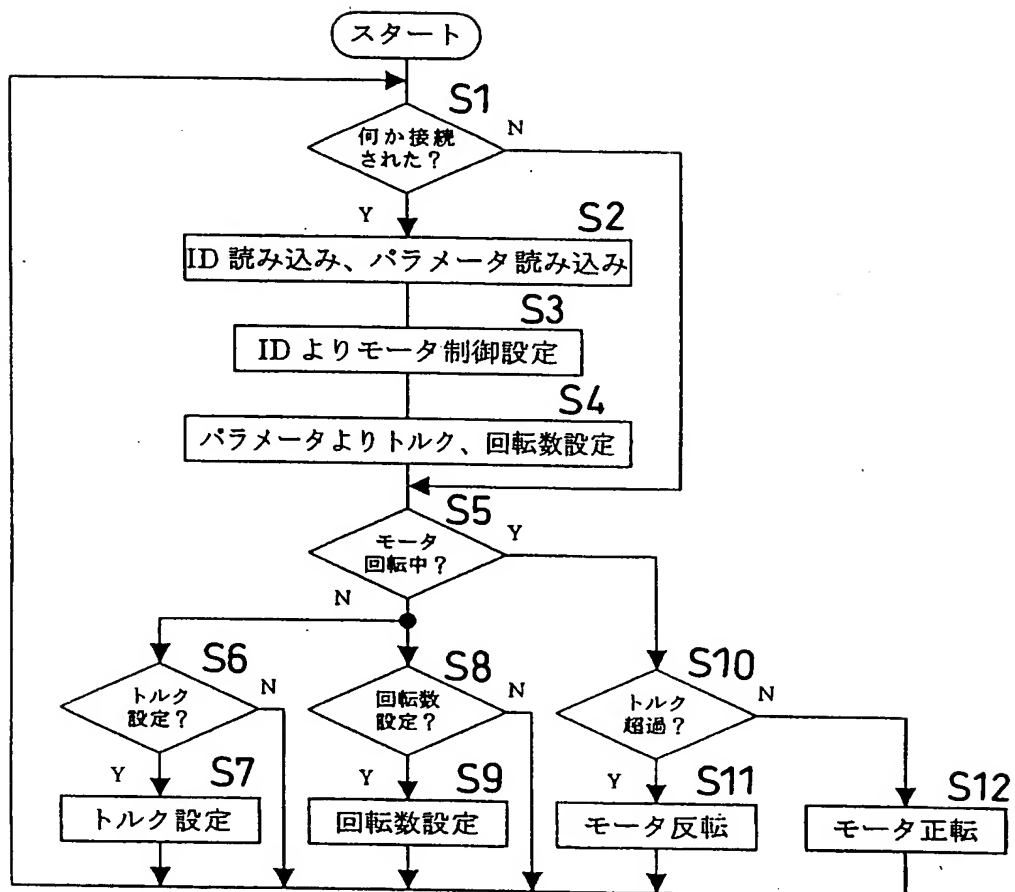 スタート
S1
何か接続
された?
N
Y
S2
ID 読み込み、パラメータ読み込み
S3
ID よりモータ制御設定
S4
パラメータよりトルク、回転数設定
S5
モータ
回転中?
Y
N
S6
トルク
設定?
N
Y
S7
トルク設定
S8
回転数
設定?
N
Y
S9
回転数設定
S10
トルク
超過?
N
Y
S11
モータ反転
S12
モータ正転